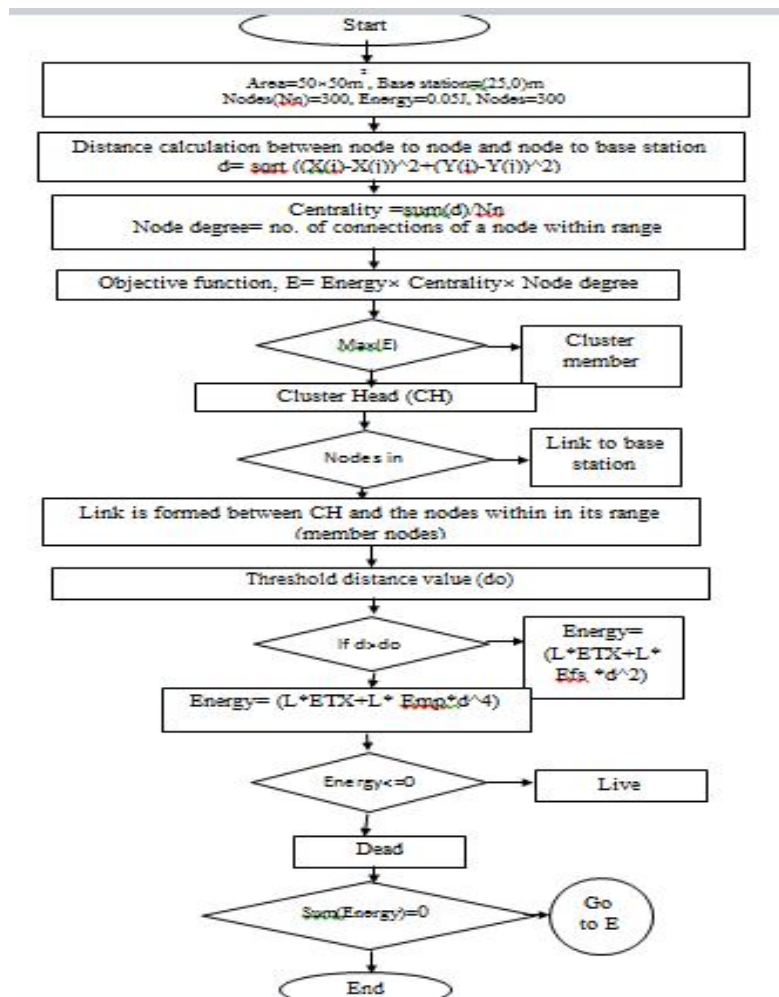 Start
2
Area=50×50m , Base station=(25,0)m
Nodes(Nn)=300, Energy=0.05J, Nodes=300
Distance calculation between node to node and node to base station
d= sqrt ((X(i)-X(j))^2+(Y(i)-Y(j))^2)
Centrality =sum(d)/Nn
Node degree= no. of connections of a node within range
Objective function, E= Energy× Centrality× Node degree
Max(E)
Cluster
member
Cluster Head (CH)
Nodes in
Link to base
station
Link is formed between CH and the nodes within in its range
(member nodes)
Threshold distance value (do)
If d>do
Energy=
(L*ETX+L*
Efs *d^2)
Energy= (L*ETX+L* Emp*d^4)
Energy<=0
Live
Dead
Sum(Energy)=0
Go
to E
End